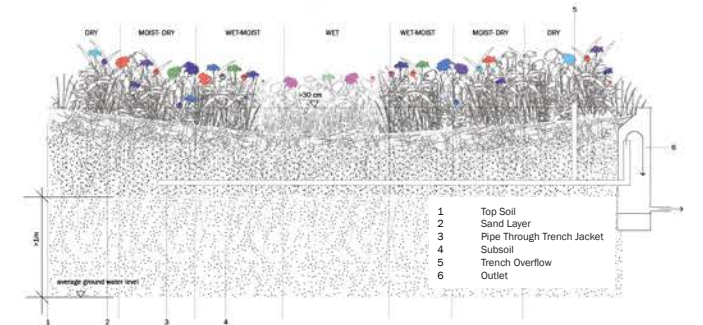 5
DRY MOIST-DRY WET-MOIST WET WET-MOIST MOIST-DRY DRY
>30 cm
6
1 Top Soil
2 Sand Layer
3 Pipe Through Trench Jacket
4 Subsoil
5 Trench Overflow
6 Outlet
>1m
average ground water level
1 2 3 4